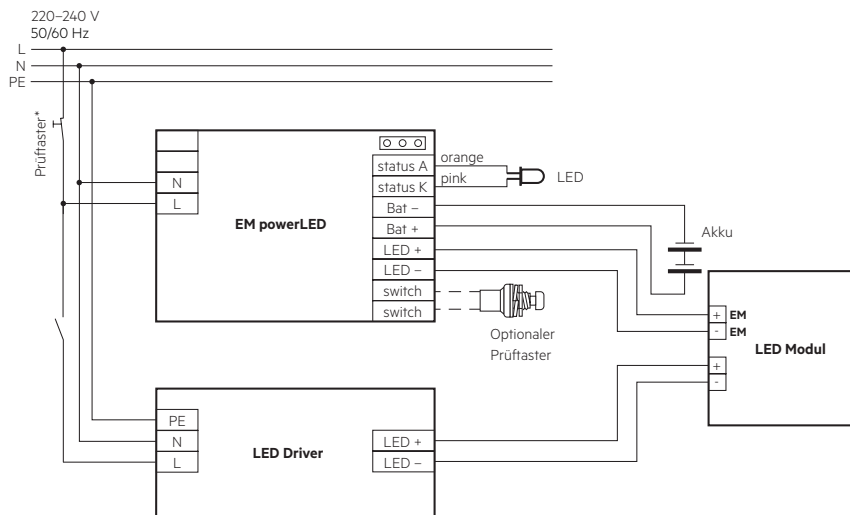 220–240 V
50/60 Hz
L
N
PE
Prüftaster*
N
L
EM powerLED
status A
status K
Bat –
Bat +
LED +
LED –
switch
switch
orange
pink
LED
Akku
Optionaler
Prüftaster
+ EM
- EM
LED Modul
+
-
PE
N
L
LED Driver
LED +
LED –